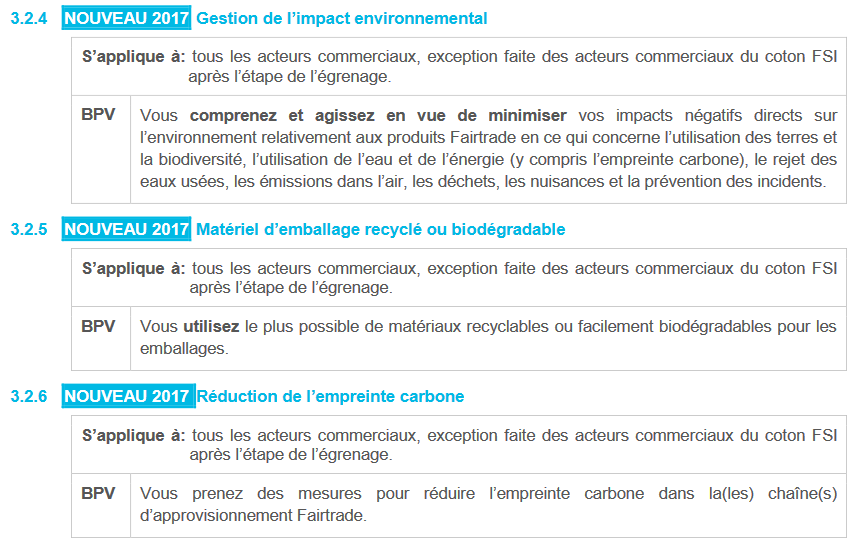 3.2.4 NOUVEAU 2017 Gestion de l’impact environnemental
S’applique à: tous les acteurs commerciaux, exception faite des acteurs commerciaux du coton FSI
après l’étape de l’égrenage.
BPV Vous comprenez et agissez en vue de minimiser vos impacts négatifs directs sur
l’environnement relativement aux produits Fairtrade en ce qui concerne l’utilisation des terres et
la biodiversité, l’utilisation de l’eau et de l’énergie (y compris l’empreinte carbone), le rejet des
eaux usées, les émissions dans l’air, les déchets, les nuisances et la prévention des incidents.
3.2.5 NOUVEAU 2017 Matériel d’emballage recyclé ou biodégradable
S’applique à: tous les acteurs commerciaux, exception faite des acteurs commerciaux du coton FSI
après l’étape de l’égrenage.
BPV Vous utilisez le plus possible de matériaux recyclables ou facilement biodégradables pour les
emballages.
3.2.6 NOUVEAU 2017 Réduction de l’empreinte carbone
S’applique à: tous les acteurs commerciaux, exception faite des acteurs commerciaux du coton FSI
après l’étape de l’égrenage.
BPV Vous prenez des mesures pour réduire l’empreinte carbone dans la(les) chaîne(s)
d’approvisionnement Fairtrade.